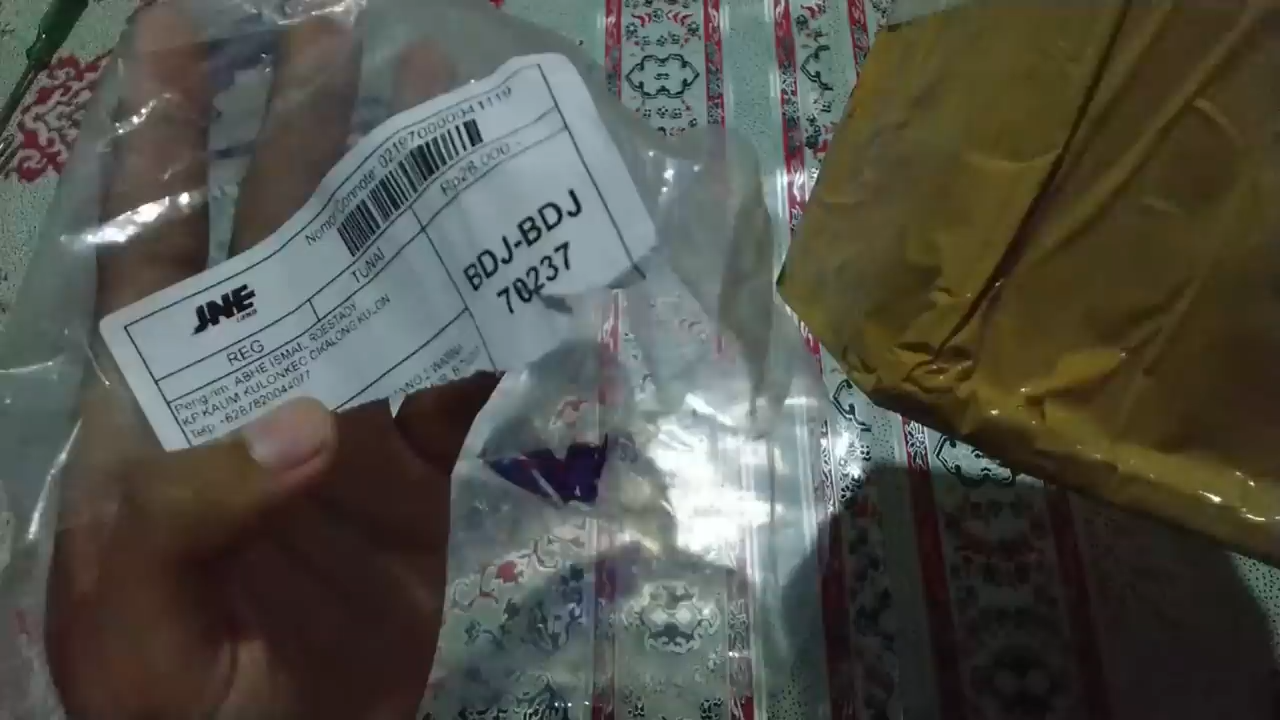 Nomor Connote 0219700000041119
JNE
REG
TUNAI
Rp28,000
BDJ-BDJ
70237
Pengirim ABHE ISMAIL ROESTADY
KP KAUM KULONKEC CIKALONG KULON
Telp +6287820044077